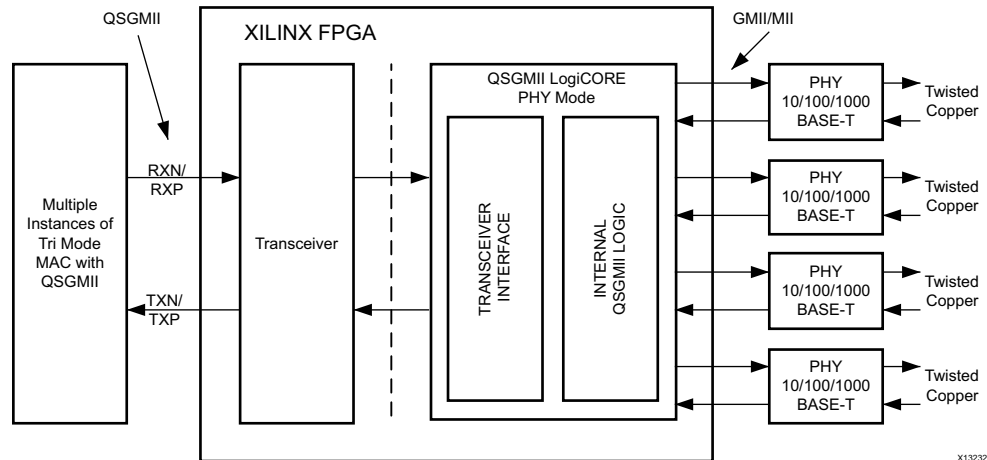 QSGMII
XILINX FPGA
GMII/MII
QSGMII LogiCORE
PHY Mode
Multiple
Instances of
Tri Mode
MAC with
QSGMII
RXN/
RXP
TXN/
TXP
Transceiver
TRANSCEIVER
INTERFACE
INTERNAL
QSGMII LOGIC
PHY
10/100/1000
BASE-T
Twisted
Copper
PHY
10/100/1000
BASE-T
Twisted
Copper
PHY
10/100/1000
BASE-T
Twisted
Copper
PHY
10/100/1000
BASE-T
Twisted
Copper
X13232